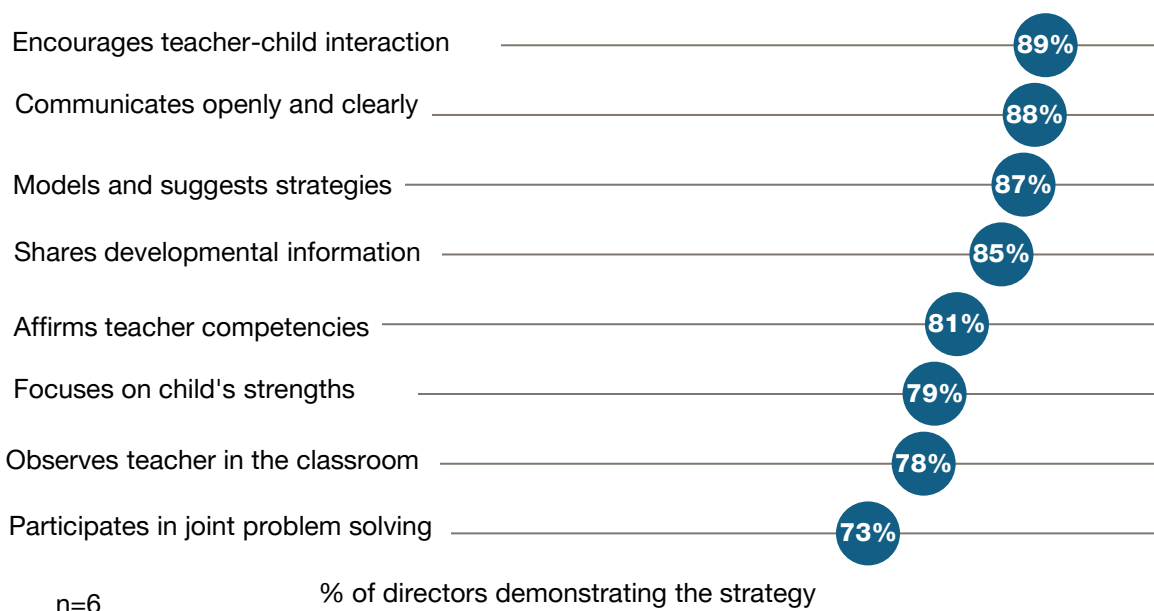 Encourages teacher-child interaction 89%
Communicates openly and clearly 88%
Models and suggests strategies 87%
Shares developmental information 85%
Affirms teacher competencies 81%
Focuses on child's strengths 79%
Observes teacher in the classroom 78%
Participates in joint problem solving 73%
n=6 % of directors demonstrating the strategy